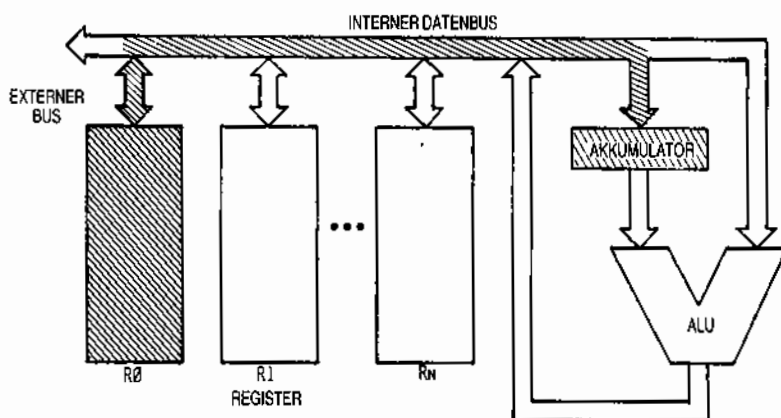 INTERNER DATENBUS
EXTERNER
BUS
AKKUMULATOR
ALU
RØ
R1
RN
REGISTER